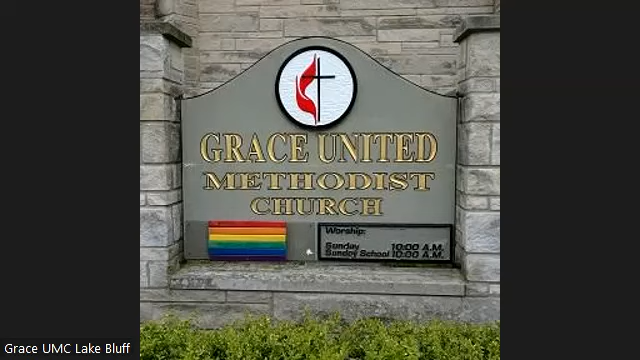 GRACE UNITED
METHODIST
CHURCH
Worship:
Sunday 10:00 A.M.
Sunday School 10:00 A.M.
Grace UMC Lake Bluff